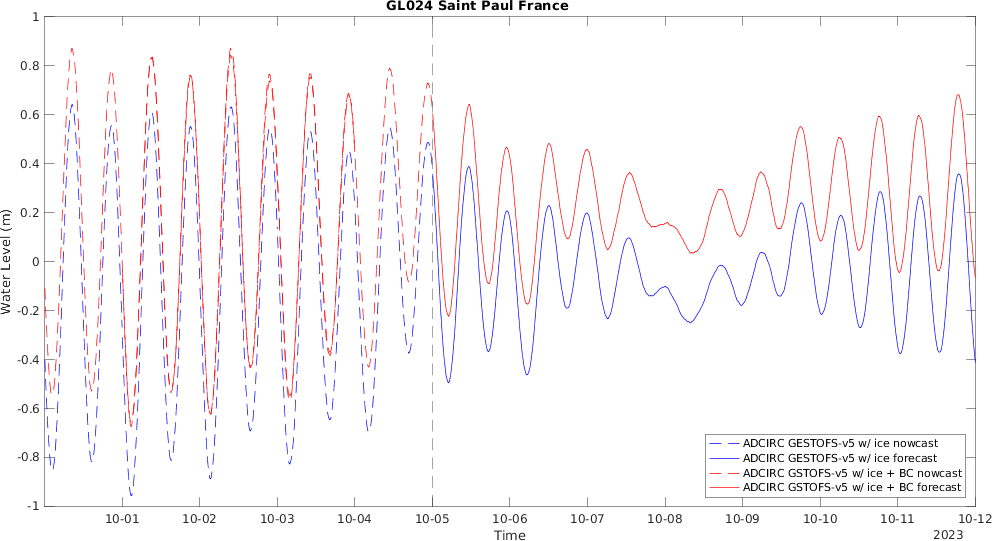 GL024 Saint Paul France
1
0.8
0.6
0.4
0.2
0
-0.2
-0.4
-0.6
-0.8
-1
Water Level (m)
ADCIRC GESTOFS-v5 w/ ice nowcast
ADCIRC GESTOFS-v5 w/ ice forecast
ADCIRC GSTOFS-v5 w/ ice + BC nowcast
ADCIRC GSTOFS-v5 w/ ice + BC forecast
10-01 10-02 10-03 10-04 10-05 10-06 10-07 10-08 10-09 10-10 10-11 10-12
Time
2023